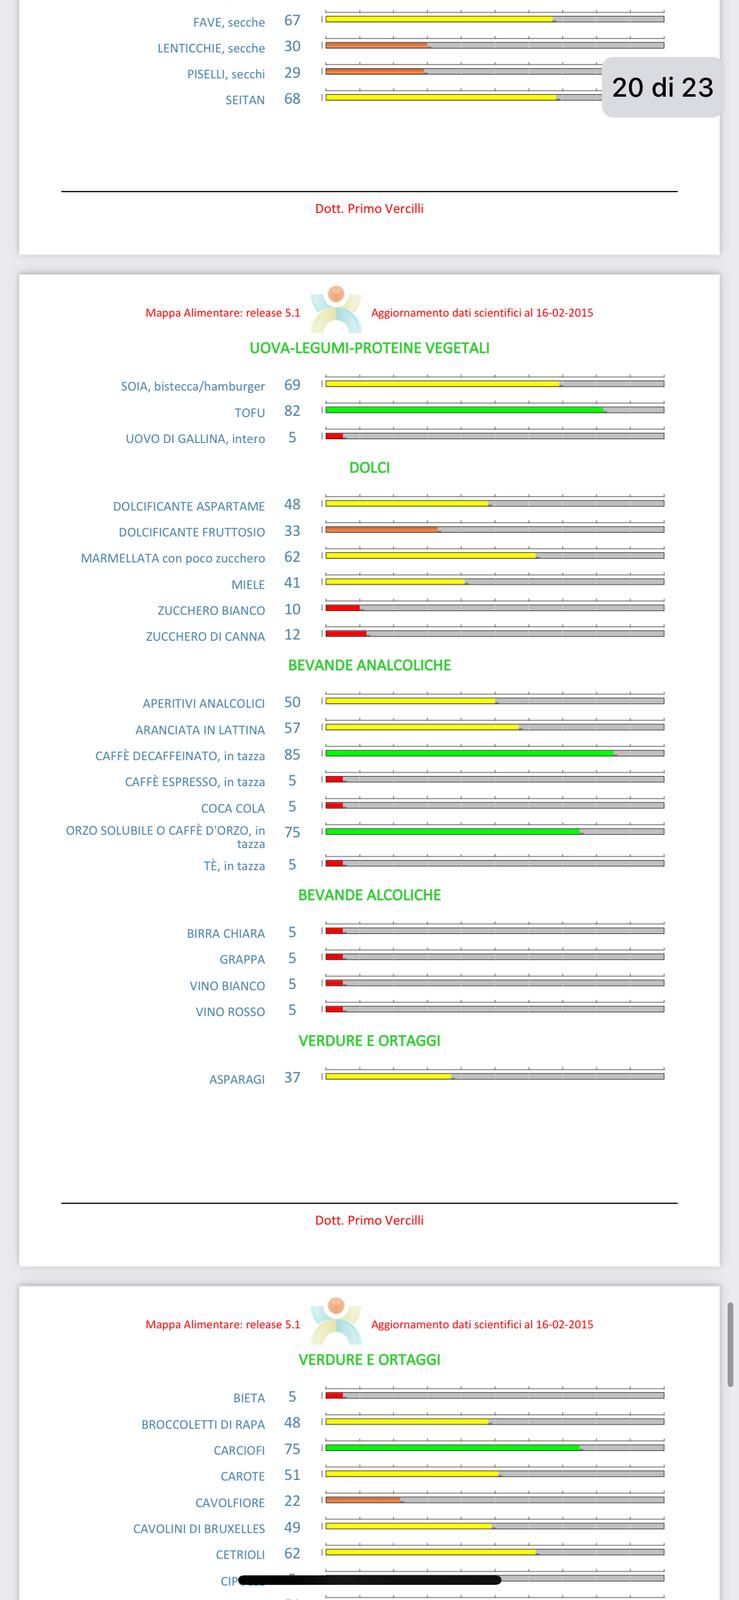 FAVE, secche 67
LENTICCHIE, secche 30
PISELLI, secchi 29
20 di 23
SEITAN 68
Dott. Primo Vercilli
Mappa Alimentare: release 5.1 Aggiornamento dati scientifici al 16-02-2015
UOVA-LEGUMI-PROTEINE VEGETALI
SOIA, bistecca/hamburger 69
TOFU 82
UOVO DI GALLINA, intero 5
DOLCI
DOLCIFICANTE ASPARTAME 48
DOLCIFICANTE FRUTTOSIO 33
MARMELLATA con poco zucchero 62
MIELE 41
ZUCCHERO BIANCO 10
ZUCCHERO DI CANNA 12
BEVANDE ANALCOLICHE
APERITIVI ANALCOLICI 50
ARANCIATA IN LATTINA 57
CAFFÈ DECAFFEINATO, in tazza 85
CAFFÈ ESPRESSO, in tazza 5
COCA COLA 5
ORZO SOLUBILE O CAFFÈ D'ORZO, in 75
tazza
TÈ, in tazza 5
BEVANDE ALCOLICHE
BIRRA CHIARA 5
GRAPPA 5
VINO BIANCO 5
VINO ROSSO 5
VERDURE E ORTAGGI
ASPARAGI 37
Dott. Primo Vercilli
Mappa Alimentare: release 5.1 Aggiornamento dati scientifici al 16-02-2015
VERDURE E ORTAGGI
BIETA 5
BROCCOLETTI DI RAPA 48
CARCIOFI 75
CAROTE 51
CAVOLFIORE 22
CAVOLINI DI BRUXELLES 49
CETRIOLI 62